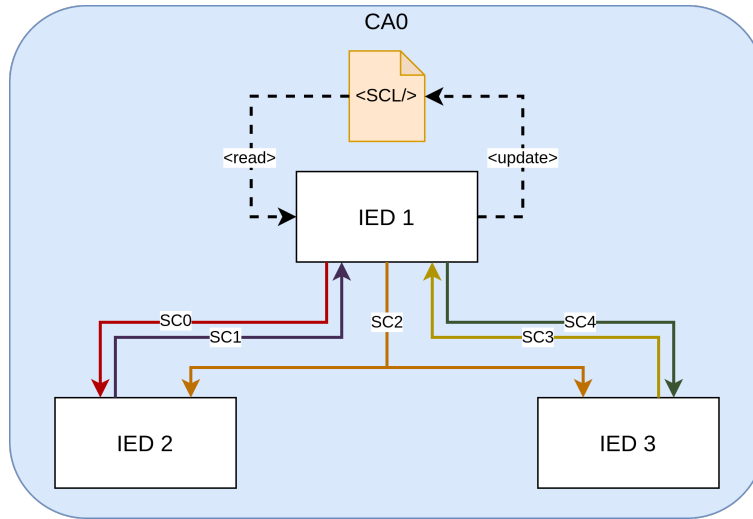 CA0
<SCL/>
<read>
<update>
IED 1
SC0
SC1
SC2
SC3
SC4
IED 2
IED 3